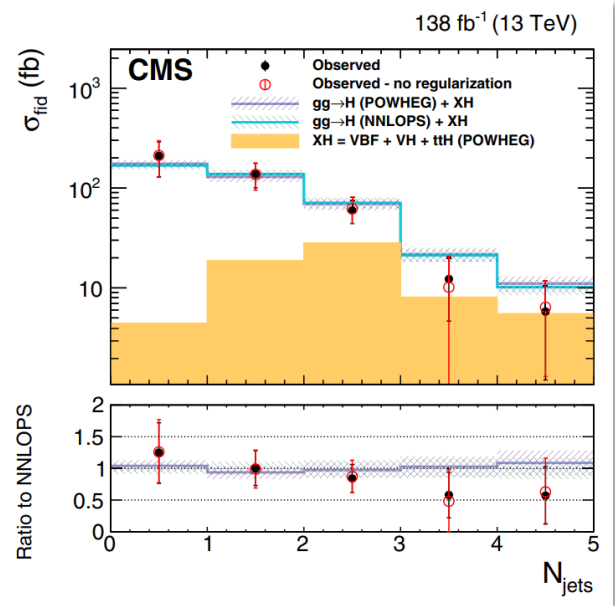 138 fb⁻¹ (13 TeV)
CMS
Observed
Observed - no regularization
gg→H (POWHEG) + XH
gg→H (NNLOPS) + XH
XH = VBF + VH + ttH (POWHEG)
σfid (fb)
10³
10²
10
Ratio to NNLOPS
2
1.5
1
0.5
0
0 1 2 3 4 5
Njets